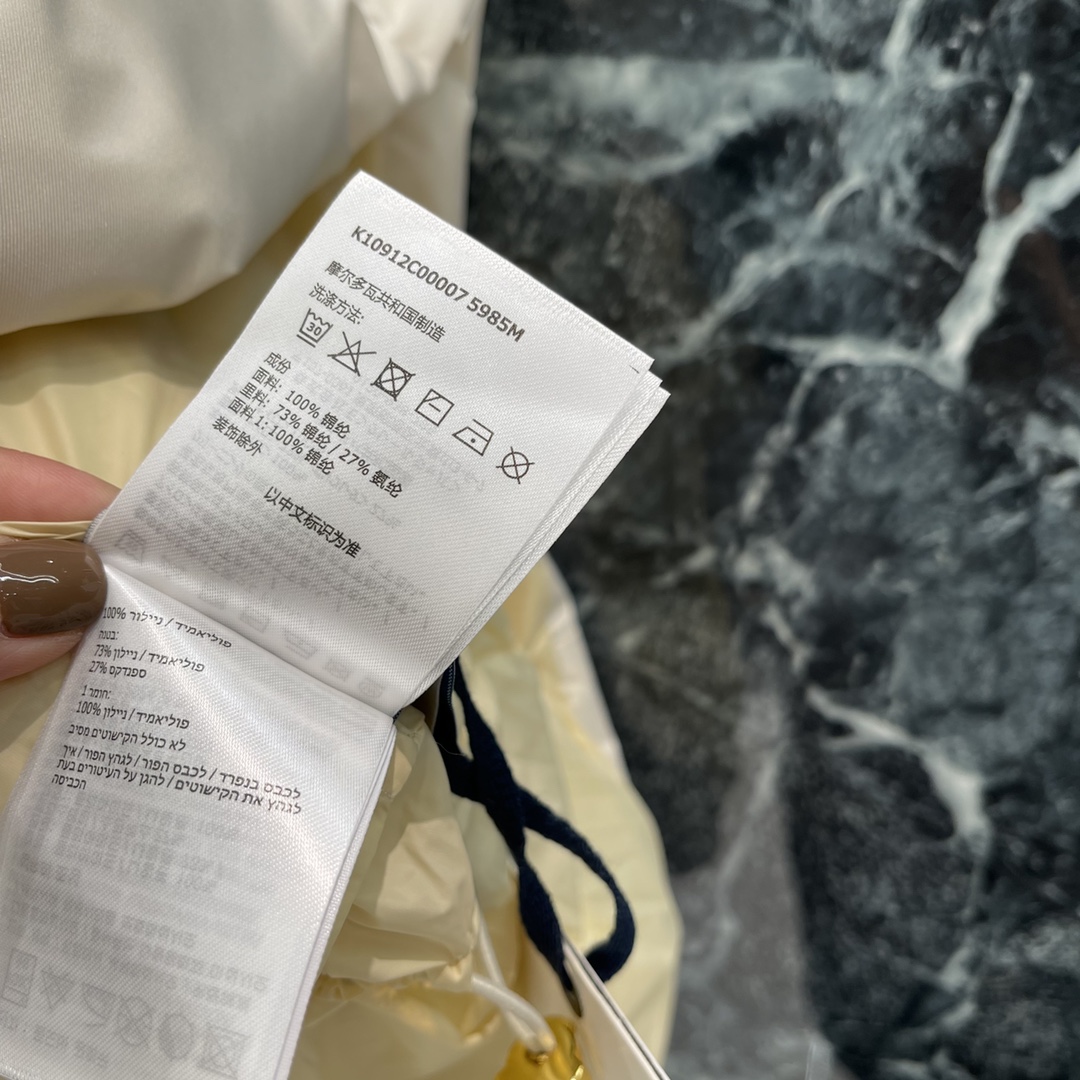 K10912C00007 5985M
摩尔多瓦共和国制造
洗涤方法:
30
成份
面料: 100% 锦纶
里料: 73% 锦纶 / 27% 氨纶
面料 1: 100% 锦纶
装饰除外
以中文标识为准
100% פוליאמיד / ניילון
בטנה:
73% פוליאמיד / ניילון
27% ספנדקס
חומר 1:
100% פוליאמיד / ניילון
לא כולל הקישוטים מסיב
לכבס בנפרד / לכבס הפור / לגהץ הפור / איך
לגהץ את הקישוטים / להגן על העיטורים בעת
הכביסה